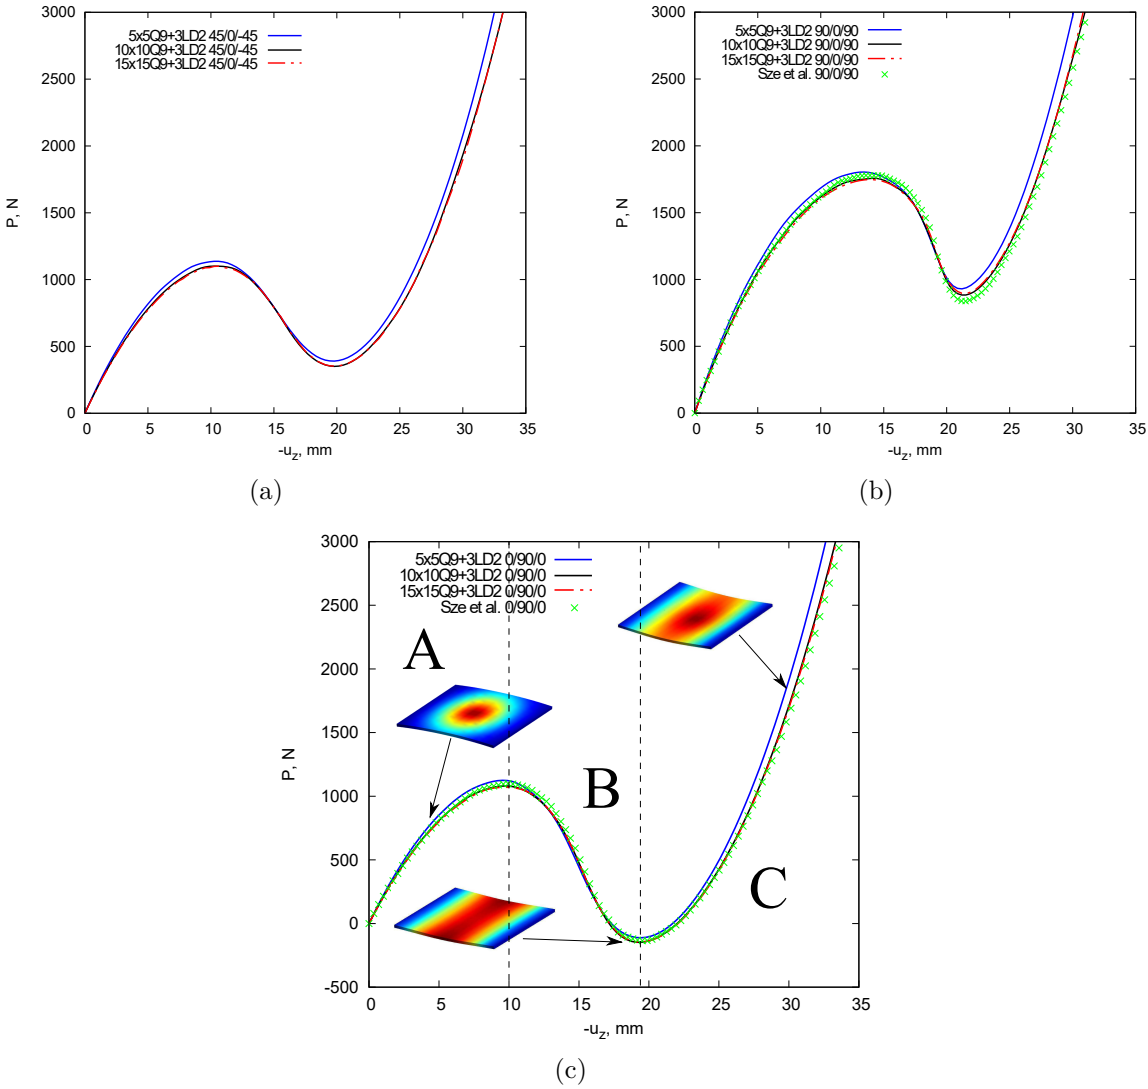 5x5Q9+3LD2 45/0/-45
10x10Q9+3LD2 45/0/-45
15x15Q9+3LD2 45/0/-45
3000
2500
2000
1500
1000
500
0
P, N
0 5 10 15 20 25 30 35
-uz, mm
(a)
5x5Q9+3LD2 90/0/90
10x10Q9+3LD2 90/0/90
15x15Q9+3LD2 90/0/90
Sze et al. 90/0/90
3000
2500
2000
1500
1000
500
0
P, N
0 5 10 15 20 25 30 35
-uz, mm
(b)
5x5Q9+3LD2 0/90/0
10x10Q9+3LD2 0/90/0
15x15Q9+3LD2 0/90/0
Sze et al. 0/90/0
3000
2500
2000
1500
1000
500
0
-500
P, N
A
B
C
0 5 10 15 20 25 30 35
-uz, mm
(c)